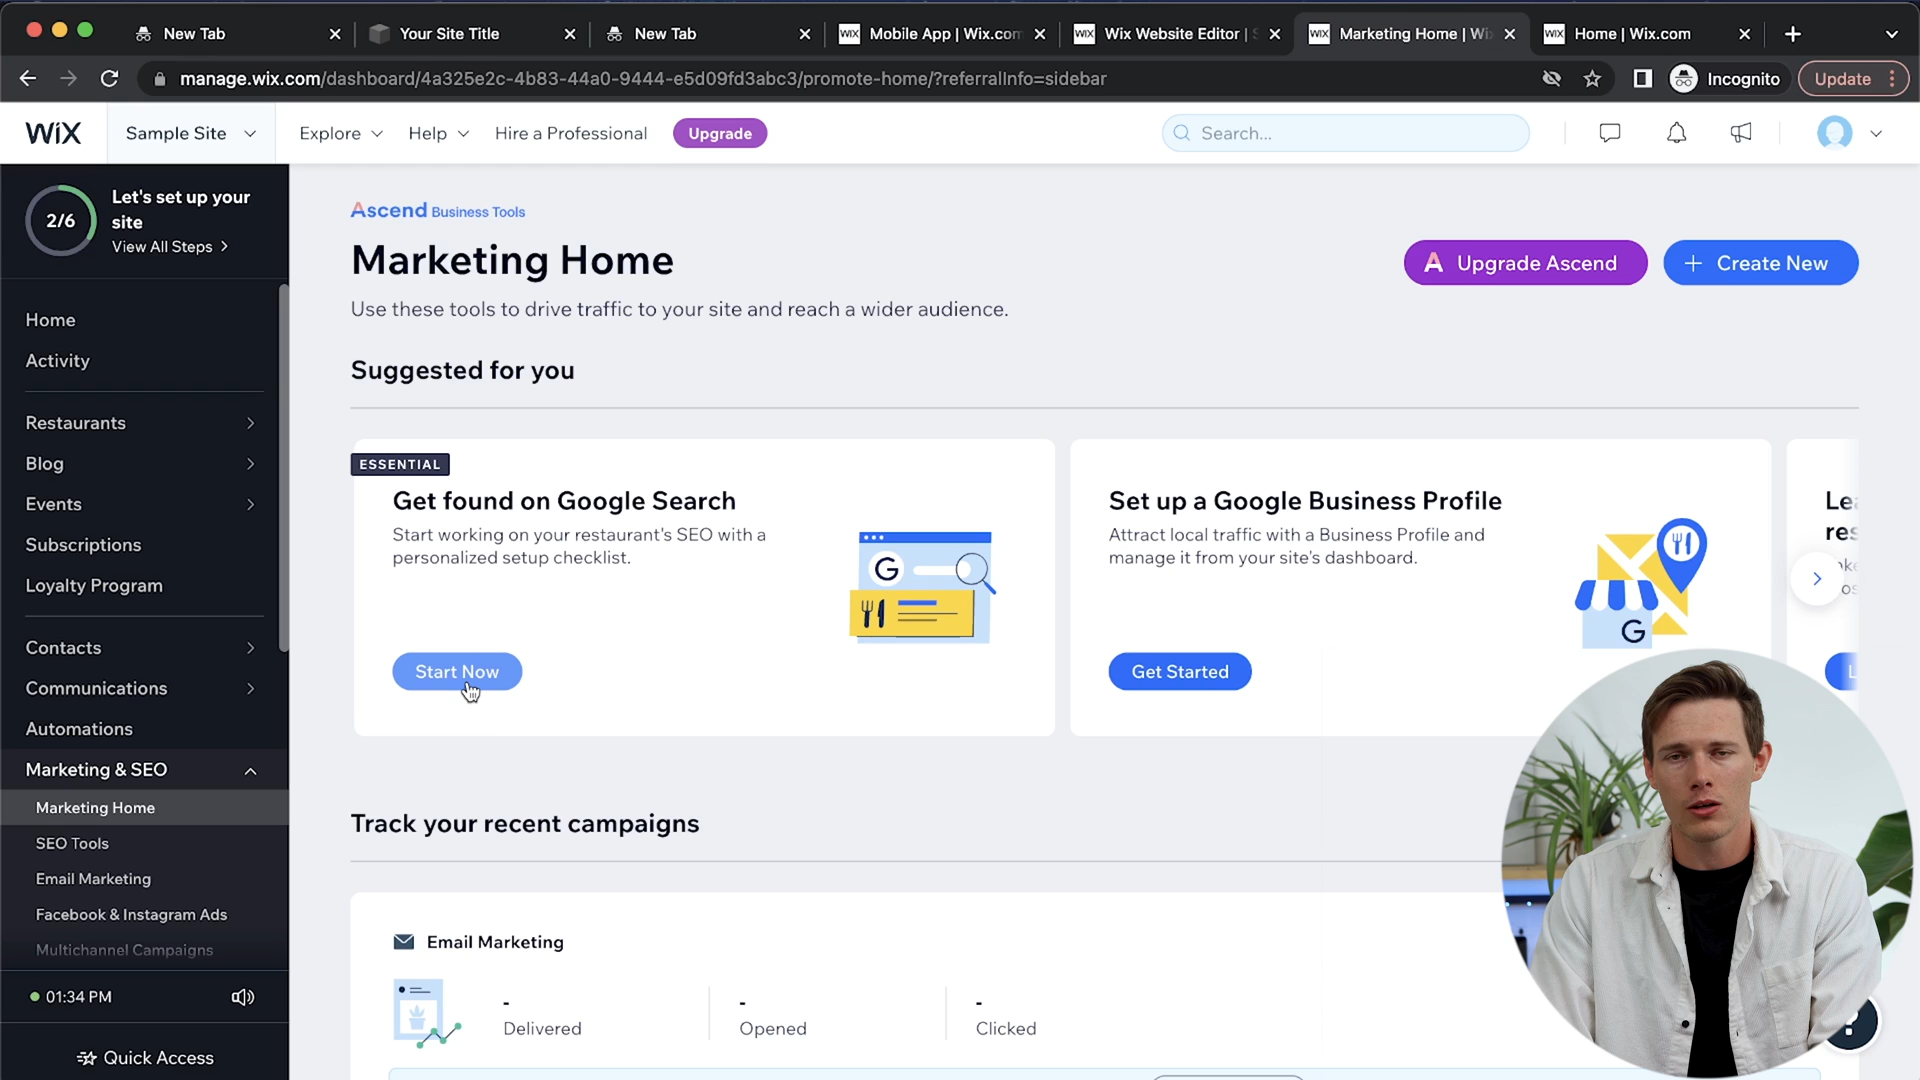 New Tab
Your Site Title
New Tab
WiX Mobile App | Wix.com
WiX Wix Website Editor |
WiX Marketing Home | Wix
WiX Home | Wix.com
manage.wix.com/dashboard/4a325e2c-4b83-44a0-9444-e5d09fd3abc3/promote-home/?referralInfo=sidebar
Incognito
Update
WiX
Sample Site
Explore
Help
Hire a Professional
Upgrade
Search...
2/6
Let's set up your
site
View All Steps
Home
Activity
Restaurants
Blog
Events
Subscriptions
Loyalty Program
Contacts
Communications
Automations
Marketing & SEO
Marketing Home
SEO Tools
Email Marketing
Facebook & Instagram Ads
Multichannel Campaigns
01:34 PM
Quick Access
Ascend Business Tools
Marketing Home
Use these tools to drive traffic to your site and reach a wider audience.
A Upgrade Ascend
+ Create New
Suggested for you
ESSENTIAL
Get found on Google Search
Start working on your restaurant's SEO with a
personalized setup checklist.
G
Start Now
Set up a Google Business Profile
Attract local traffic with a Business Profile and
manage it from your site's dashboard.
G
Get Started
Track your recent campaigns
Email Marketing
-
Delivered
-
Opened
-
Clicked
?